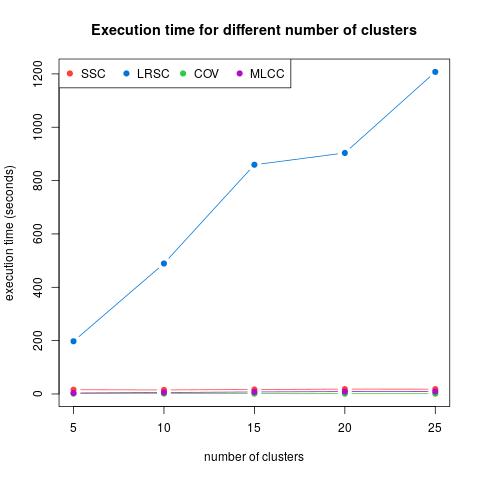 Execution time for different number of clusters
SSC LRSC COV MLCC
execution time (seconds)
1200
1000
800
600
400
200
0
5 10 15 20 25
number of clusters